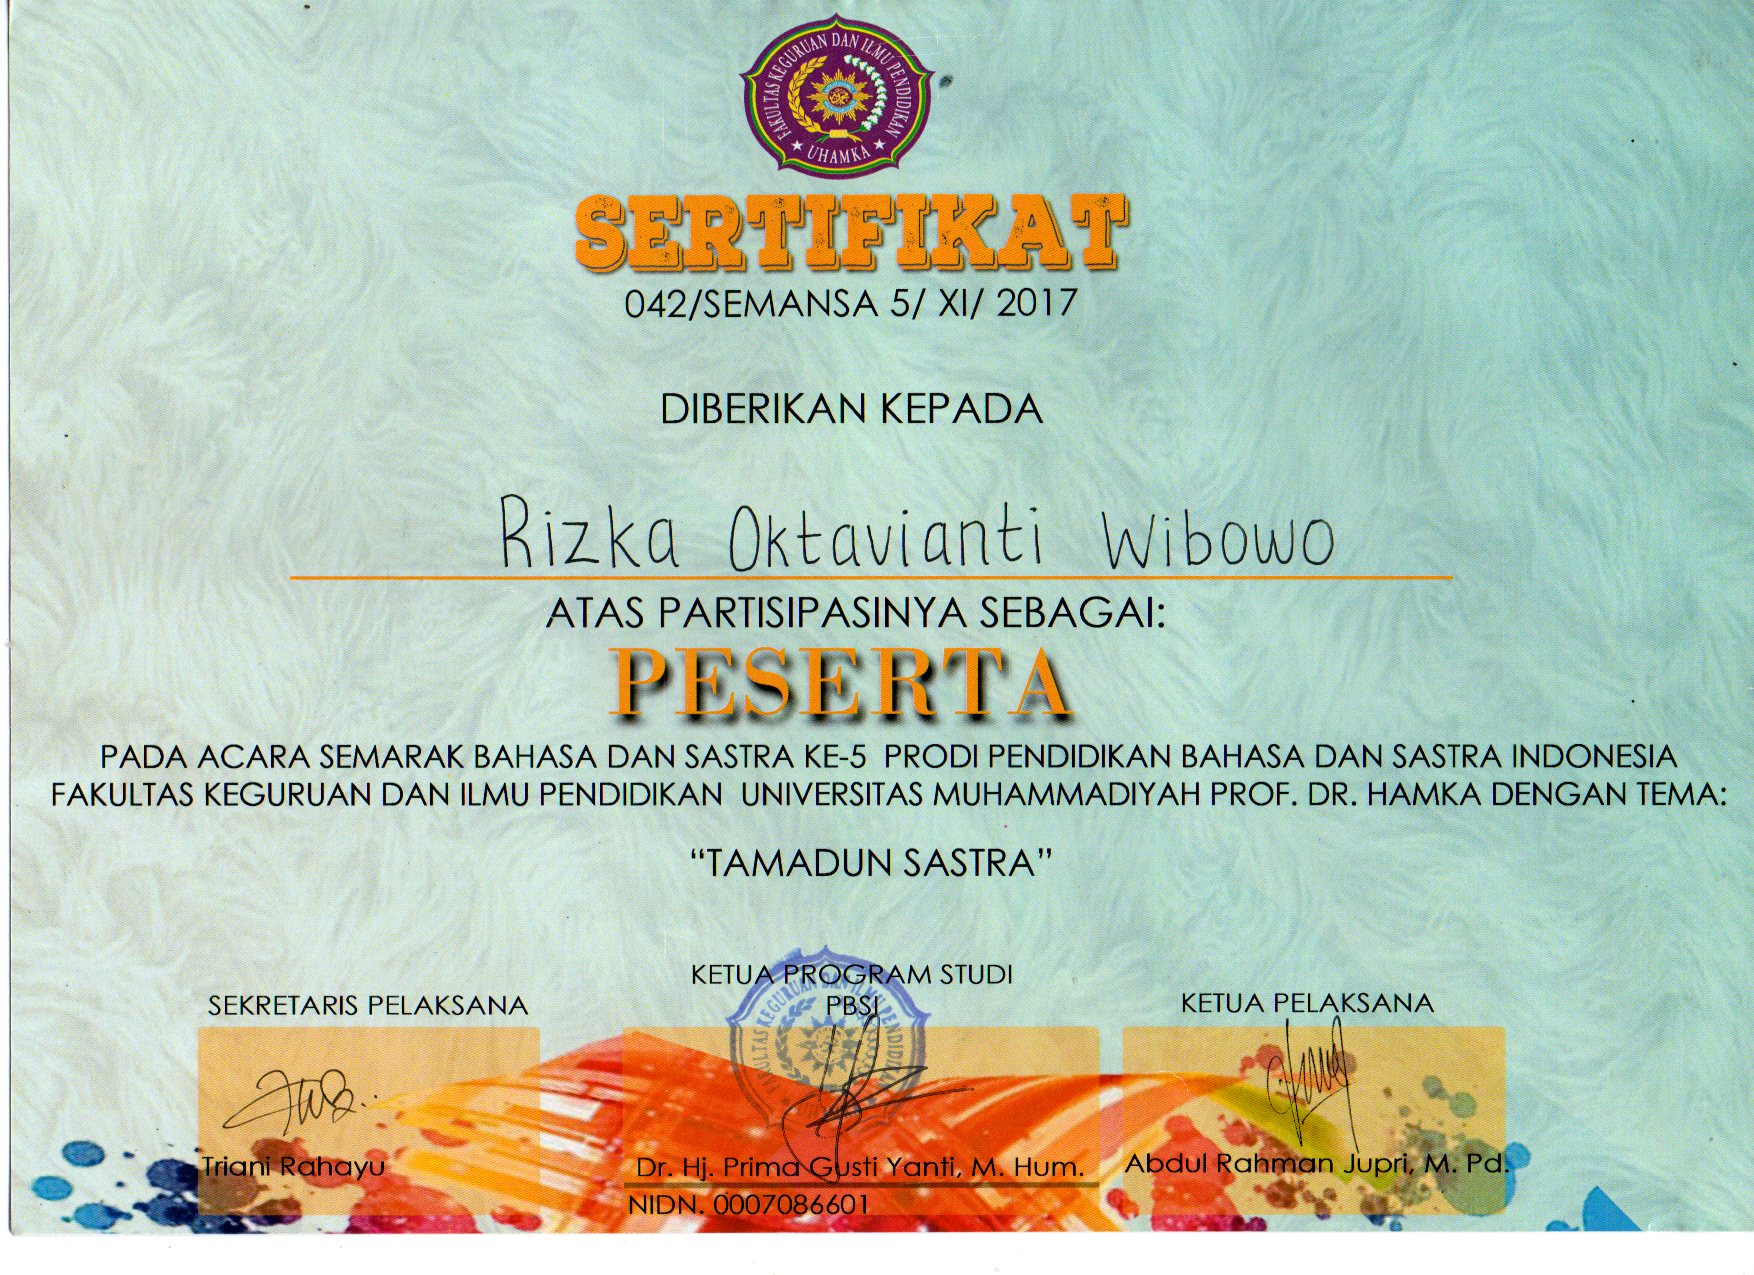 FAKULTAS KEGURUAN DAN ILMU PENDIDIKAN
UHAMKA
SERTIFIKAT
042/SEMANSA 5/ XI/ 2017
DIBERIKAN KEPADA
Rizka Oktavianti Wibowo
ATAS PARTISIPASINYA SEBAGAI:
PESERTA
PADA ACARA SEMARAK BAHASA DAN SASTRA KE-5 PRODI PENDIDIKAN BAHASA DAN SASTRA INDONESIA
FAKULTAS KEGURUAN DAN ILMU PENDIDIKAN UNIVERSITAS MUHAMMADIYAH PROF. DR. HAMKA DENGAN TEMA:
“TAMADUN SASTRA”
SEKRETARIS PELAKSANA
Triani Rahayu
KETUA PROGRAM STUDI
PBSI
Dr. Hj. Prima Gusti Yanti, M. Hum.
NIDN. 0007086601
KETUA PELAKSANA
Abdul Rahman Jupri, M. Pd.